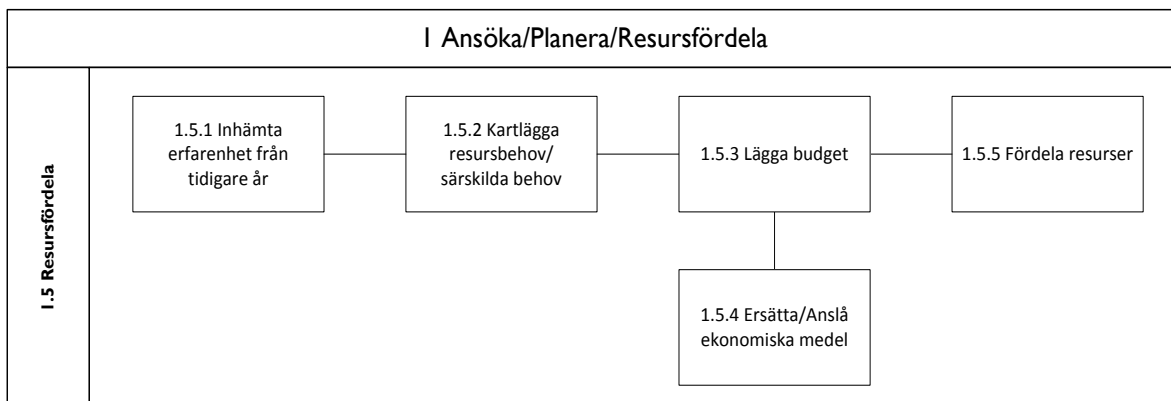 1 Ansöka/Planera/Resursfördela
1.5 Resursfördela
1.5.1 Inhämta
erfarenhet från
tidigare år
1.5.2 Kartlägga
resursbehov/
särskilda behov
1.5.3 Lägga budget
1.5.5 Fördela resurser
1.5.4 Ersätta/Anslå
ekonomiska medel